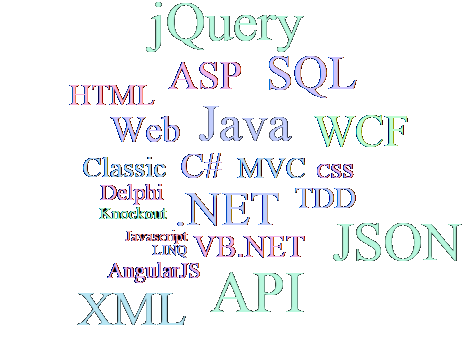 jQuery
ASP SQL
HTML
Web Java WCF
Classic C# MVC css
Delphi TDD
Knockout .NET
Javascript JSON
LINQ VB.NET
AngularJS
XML API